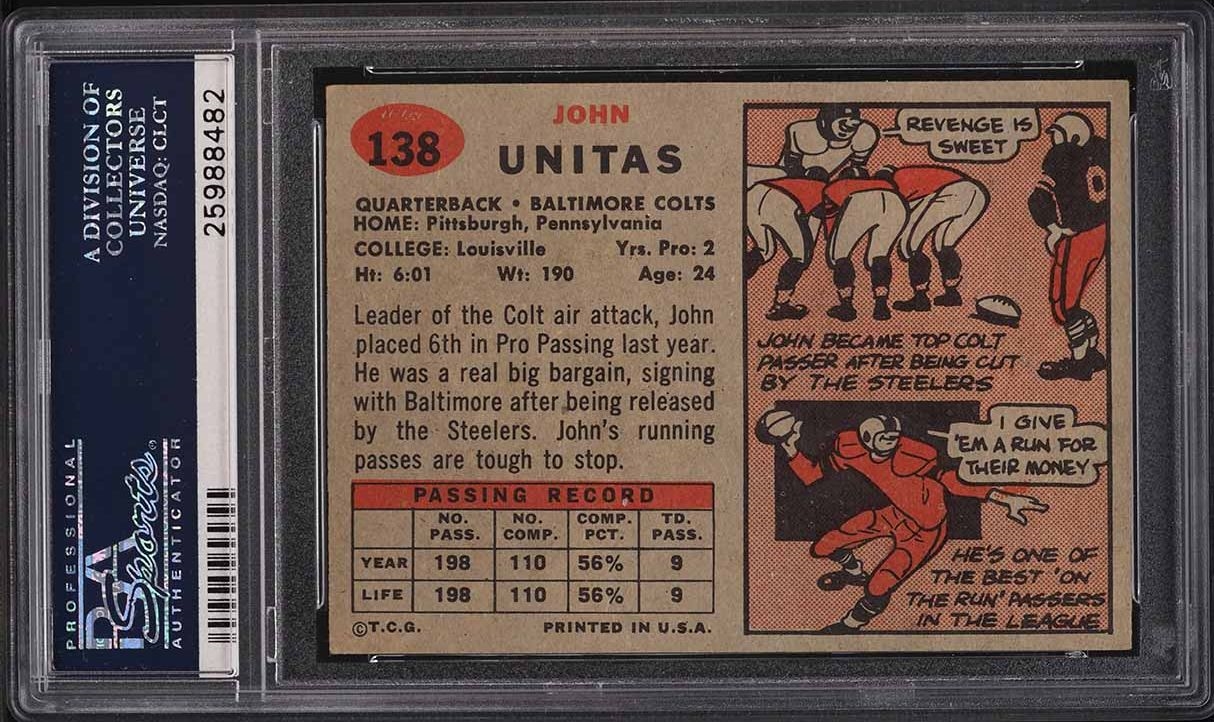 A DIVISION OF
COLLECTORS
UNIVERSE
NASDAQ: CLCT
PROFESSIONAL
PSA
Sports
AUTHENTICATOR
25988482
138
JOHN
UNITAS
QUARTERBACK • BALTIMORE COLTS
HOME: Pittsburgh, Pennsylvania
COLLEGE: Louisville Yrs. Pro: 2
Ht: 6:01 Wt: 190 Age: 24
Leader of the Colt air attack, John
placed 6th in Pro Passing last year.
He was a real big bargain, signing
with Baltimore after being released
by the Steelers. John's running
passes are tough to stop.
PASSING RECORD
NO. PASS. NO. COMP. COMP. PCT. TD. PASS.
YEAR 198 110 56% 9
LIFE 198 110 56% 9
©T.C.G. PRINTED IN U.S.A.
REVENGE IS
SWEET
JOHN BECAME TOP COLT
PASSER AFTER BEING CUT
BY THE STEELERS
I GIVE
'EM A RUN FOR
THEIR MONEY
HE'S ONE OF
THE BEST 'ON
THE RUN' PASSERS
IN THE LEAGUE